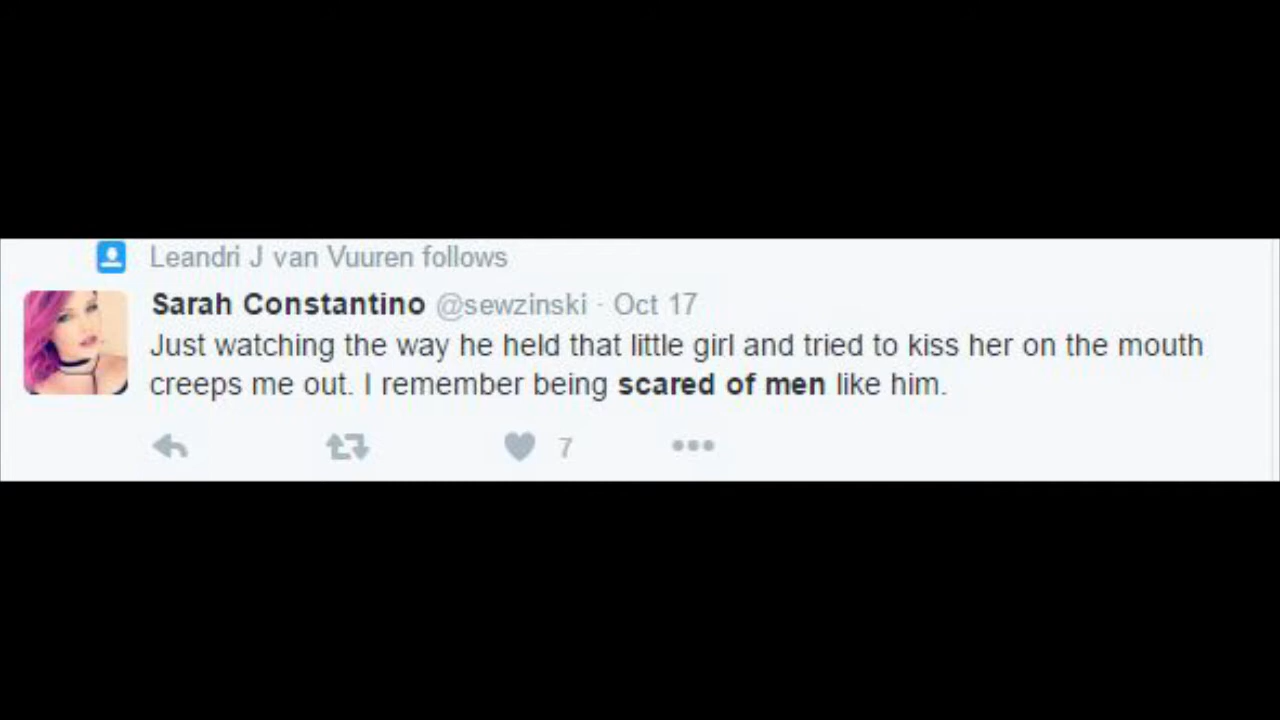 Leandri J van Vuuren follows
Sarah Constantino @sewzinski · Oct 17
Just watching the way he held that little girl and tried to kiss her on the mouth
creeps me out. I remember being scared of men like him.
7